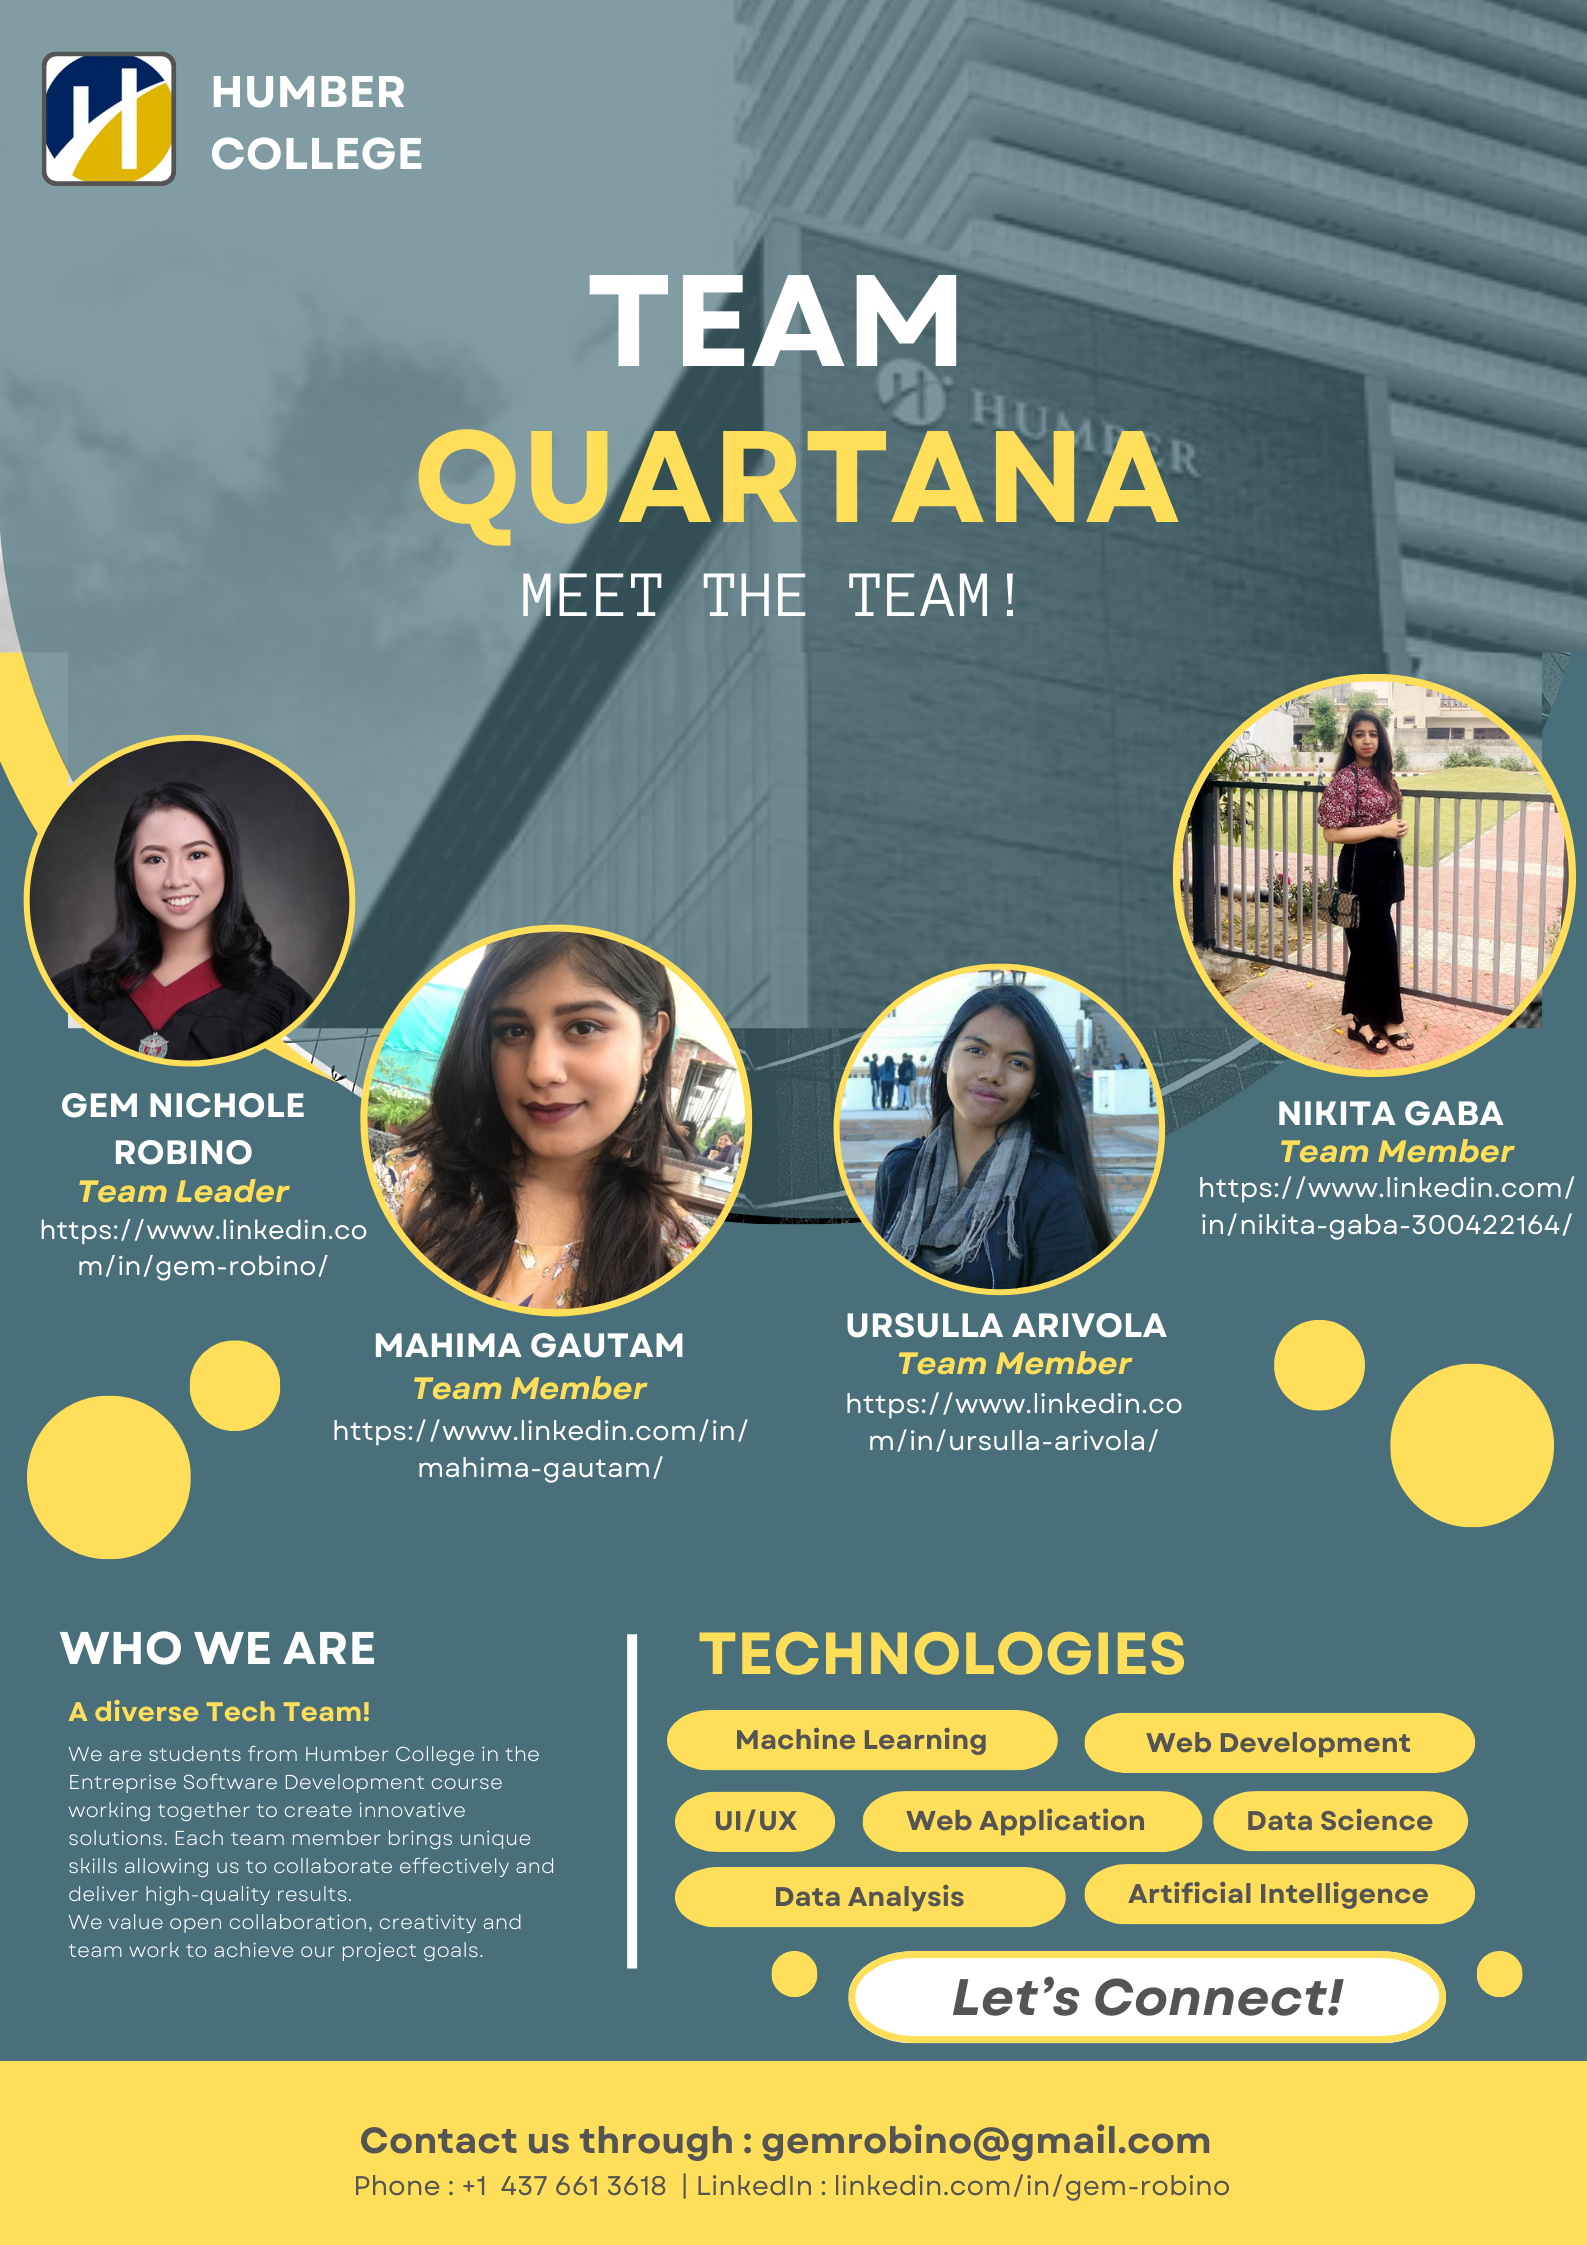 HUMBER
COLLEGE
TEAM
HUMBER
QUARTANA
MEET THE TEAM!
GEM NICHOLE
ROBINO
Team Leader
https://www.linkedin.co
m/in/gem-robino/
MAHIMA GAUTAM
Team Member
https://www.linkedin.com/in/
mahima-gautam/
URSULLA ARIVOLA
Team Member
https://www.linkedin.co
m/in/ursulla-arivola/
NIKITA GABA
Team Member
https://www.linkedin.com/
in/nikita-gaba-300422164/
WHO WE ARE
A diverse Tech Team!
We are students from Humber College in the
Entreprise Software Development course
working together to create innovative
solutions. Each team member brings unique
skills allowing us to collaborate effectively and
deliver high-quality results.
We value open collaboration, creativity and
team work to achieve our project goals.
TECHNOLOGIES
Machine Learning
Web Development
UI/UX
Web Application
Data Science
Data Analysis
Artificial Intelligence
Let's Connect!
Contact us through : gemrobino@gmail.com
Phone : +1  437 661 3618  | LinkedIn : linkedin.com/in/gem-robino